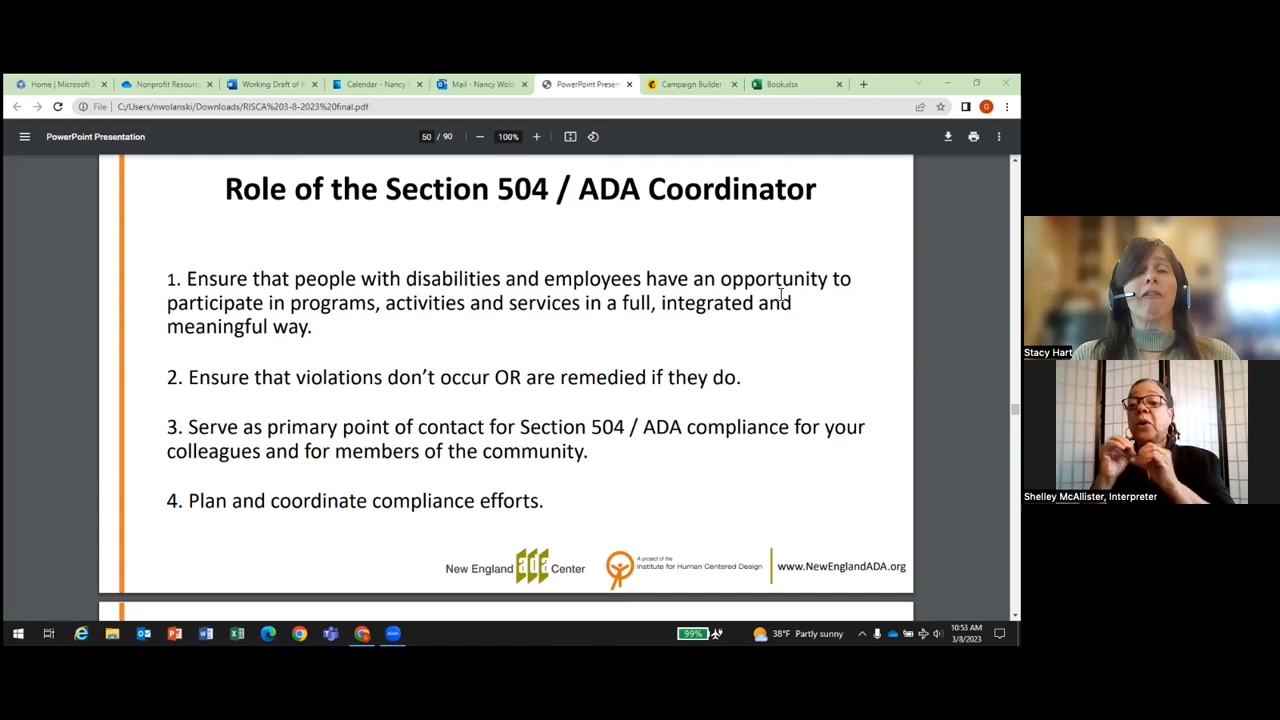 Home | Microsoft
Nonprofit Resourc
Working Draft of R
Calendar - Nancy W
Mail - Nancy Wola
PowerPoint Presen
Campaign Builder
Book.xlsx
File
C:/Users/nwolanski/Downloads/RISCA%203-8-2023%20final.pdf
G
PowerPoint Presentation
50 / 90
100%
Role of the Section 504 / ADA Coordinator
1. Ensure that people with disabilities and employees have an opportunity to
participate in programs, activities and services in a full, integrated and
meaningful way.
2. Ensure that violations don’t occur OR are remedied if they do.
3. Serve as primary point of contact for Section 504 / ADA compliance for your
colleagues and for members of the community.
4. Plan and coordinate compliance efforts.
New England ada Center
A project of the
Institute for Human Centered Design
www.NewEnglandADA.org
Stacy Hart
Shelley McAllister, Interpreter
99%
38°F Partly sunny
10:53 AM
3/8/2023